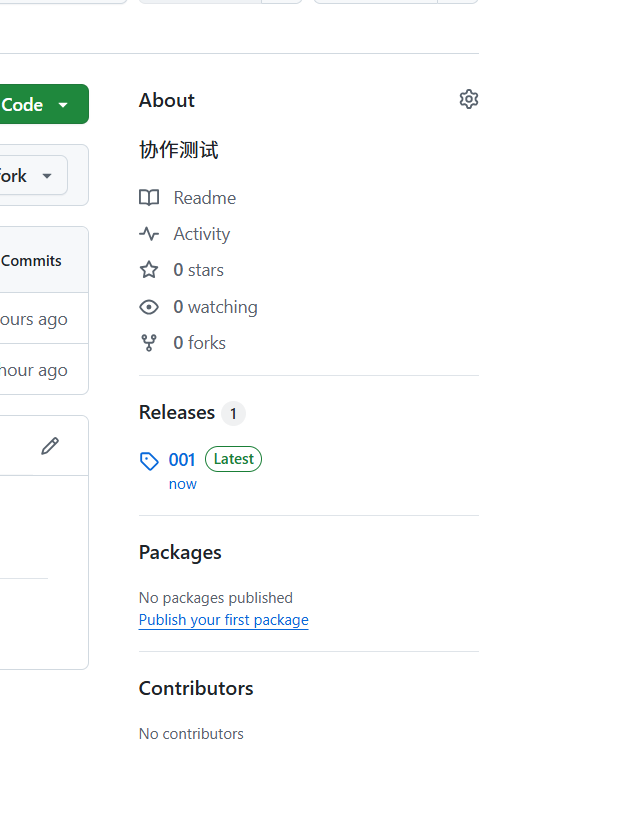 Code
About
协作测试
Readme
Activity
0 stars
Commits
0 watching
ours ago
0 forks
hour ago
Releases 1
001 Latest
now
Packages
No packages published
Publish your first package
Contributors
No contributors